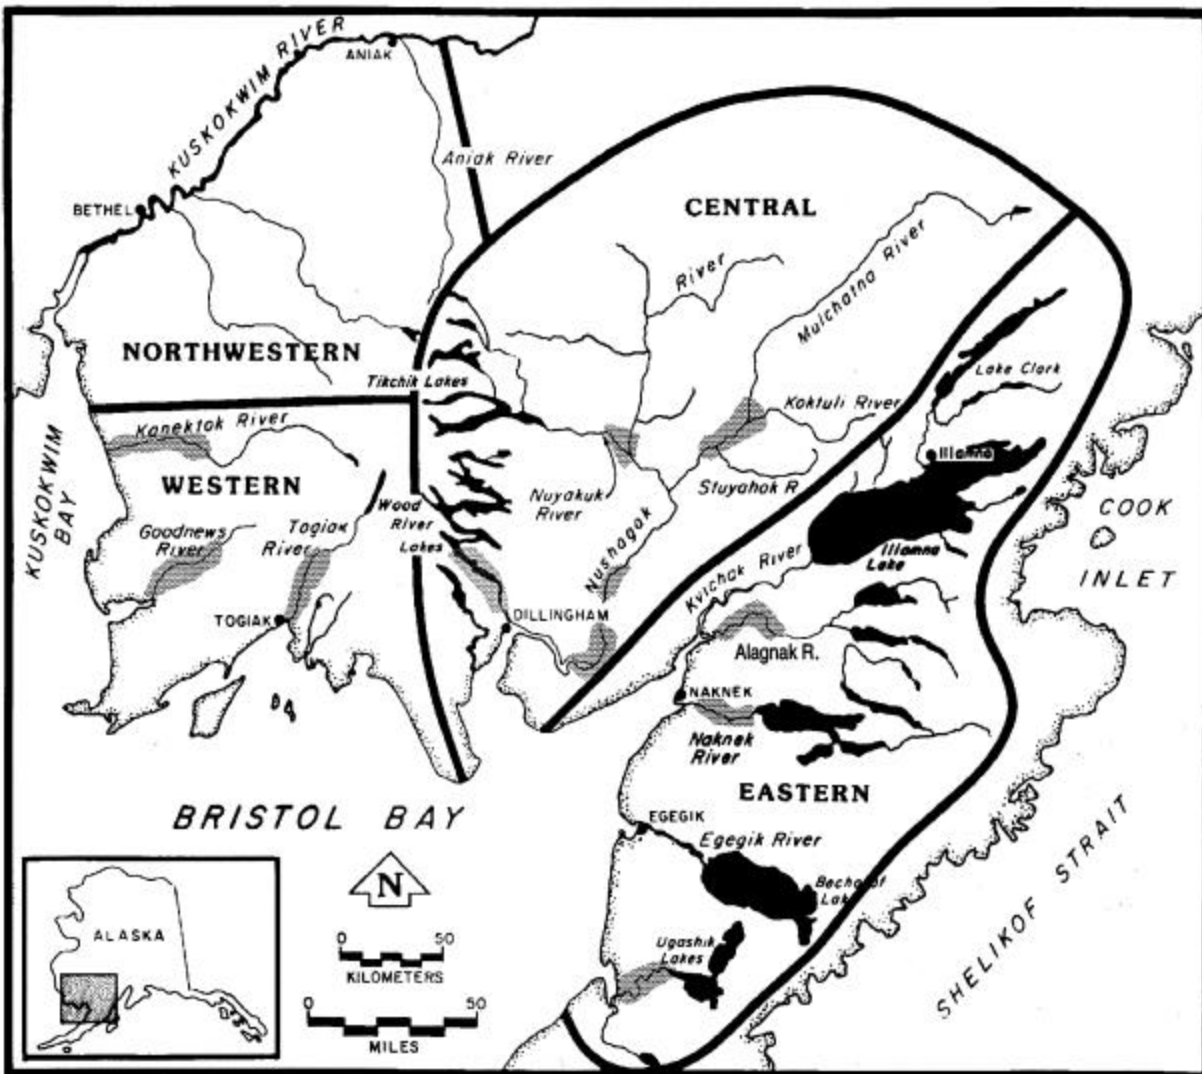 KUSKOKWIM RIVER
ANIAK
Aniak River
BETHEL
CENTRAL
River
Mulchatna River
NORTHWESTERN
Tikchik Lakes
Lake Clark
Koktuli River
Kanektok River
Iliamna
WESTERN
Nuyakuk
River
Stuyahok R
KUSKOKWIM
BAY
Goodnews
River
Togiak
River
Wood
River
Lakes
Nushagak
Kvichak River
Iliamna
Lake
COOK
INLET
TOGIAK
DILLINGHAM
Alagnak R.
NAKNEK
Naknek
River
EASTERN
BRISTOL BAY
EGEGIK
Egegik River
Becharof
Lake
SHELIKOF STRAIT
N
ALASKA
0 50
KILOMETERS
0 50
MILES
Ugashik
Lakes